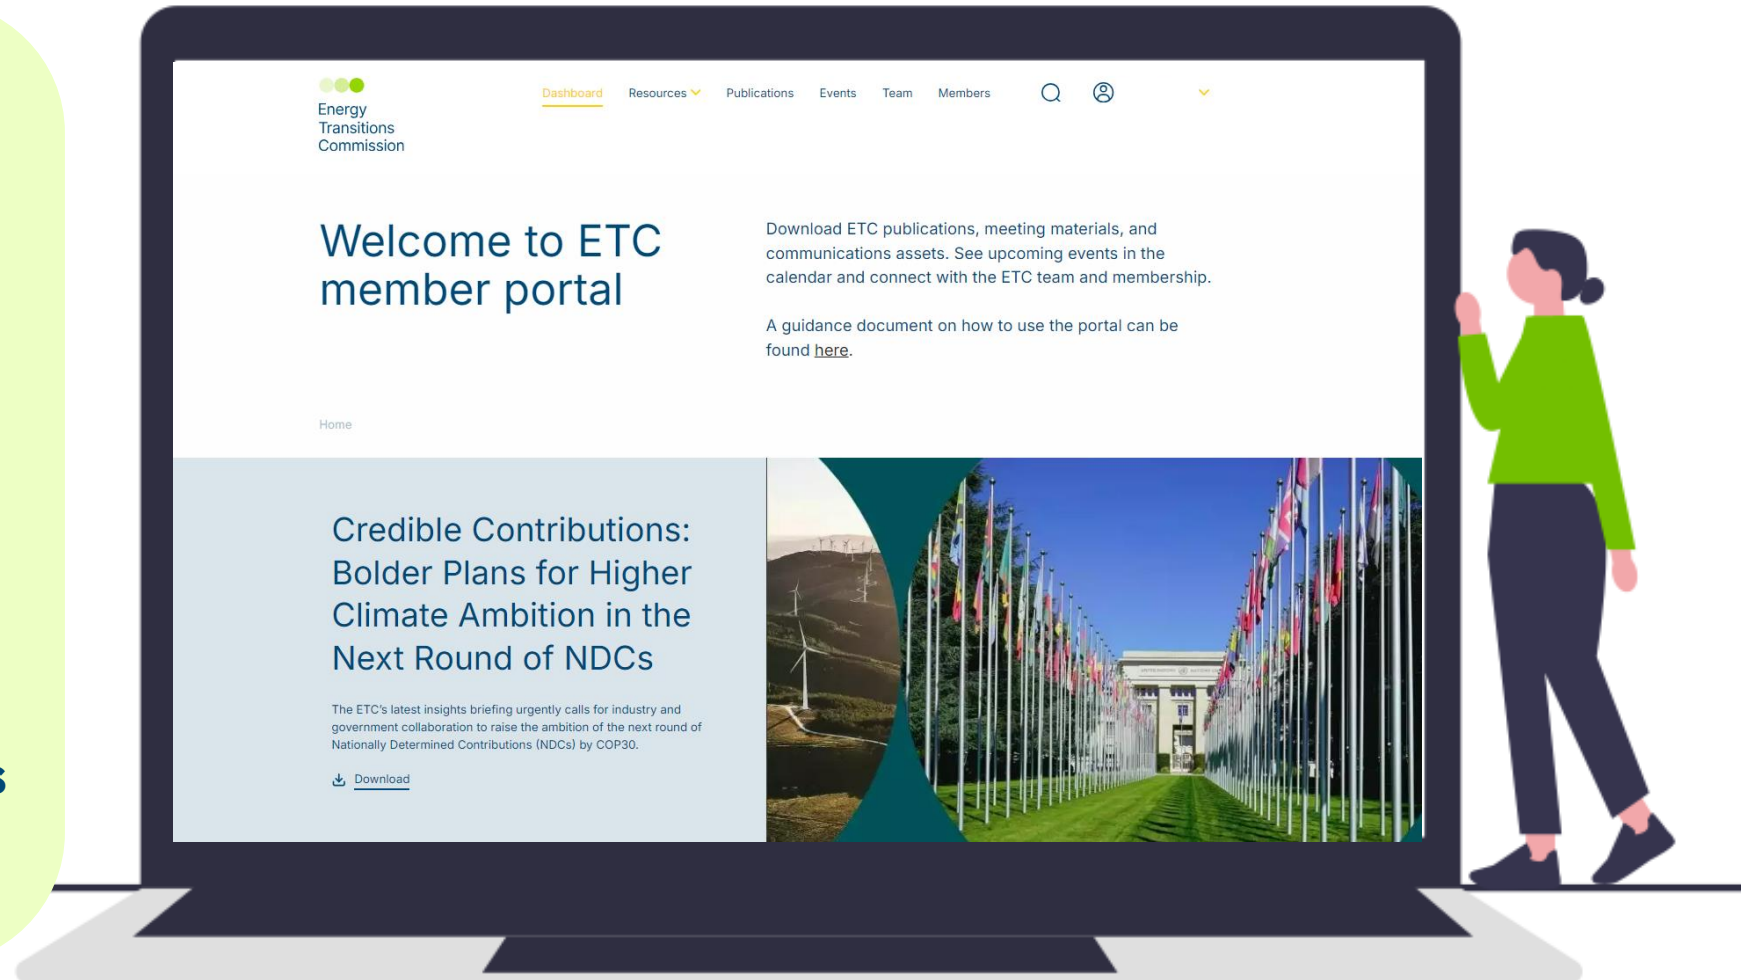 Energy
Transitions
Commission
Dashboard Resources Publications Events Team Members
Welcome to ETC
member portal
Download ETC publications, meeting materials, and
communications assets. See upcoming events in the
calendar and connect with the ETC team and membership.
A guidance document on how to use the portal can be
found here.
Home
Credible Contributions:
Bolder Plans for Higher
Climate Ambition in the
Next Round of NDCs
The ETC's latest insights briefing urgently calls for industry and
government collaboration to raise the ambition of the next round of
Nationally Determined Contributions (NDCs) by COP30.
Download
s